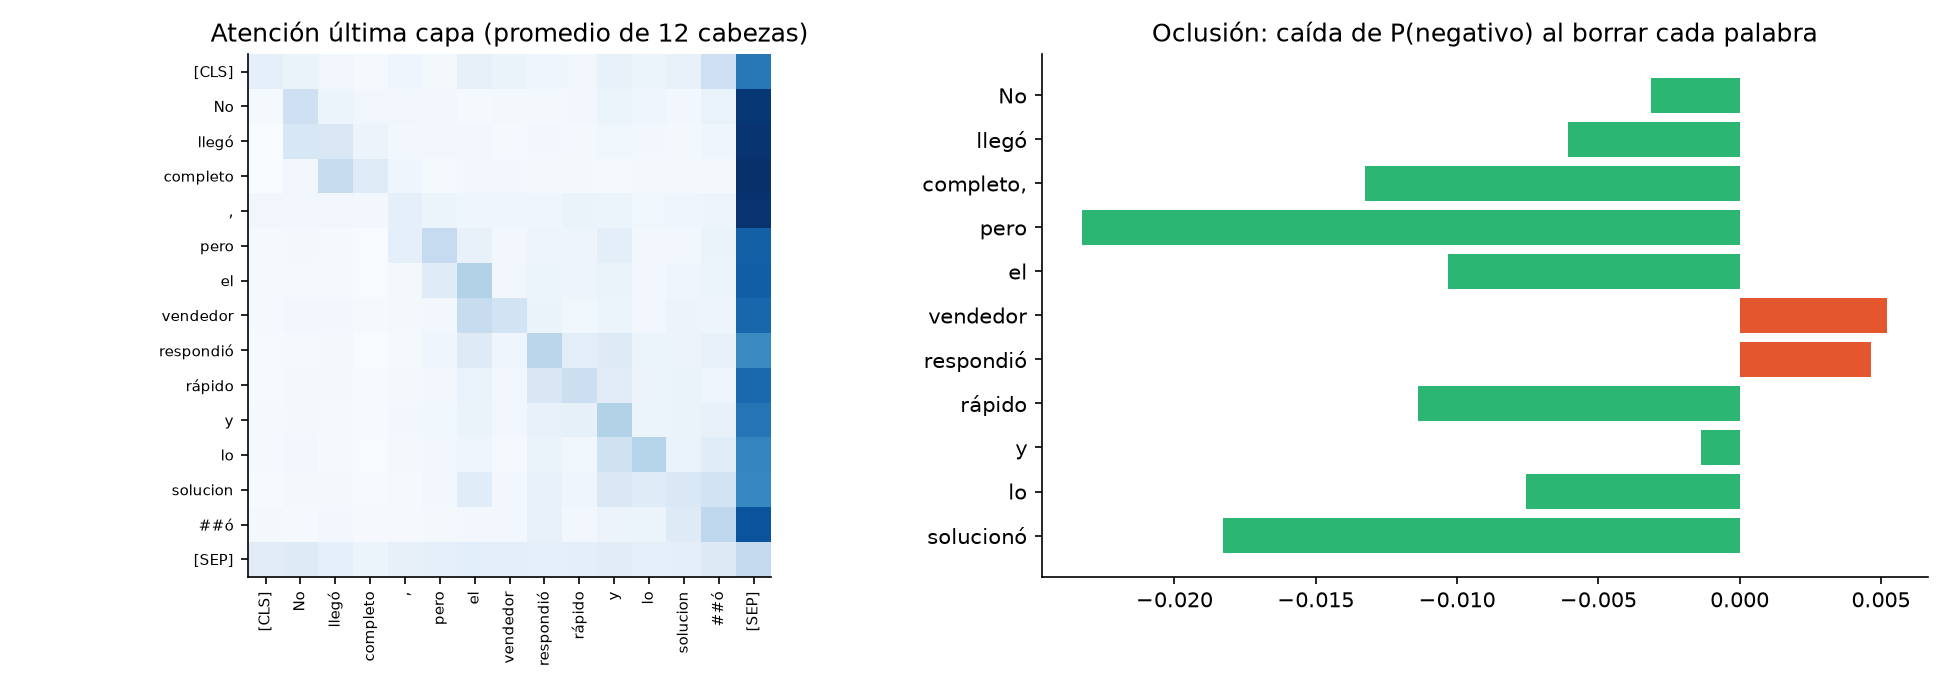 Atención última capa (promedio de 12 cabezas)
[CLS]
No
llegó
completo
,
pero
el
vendedor
respondió
rápido
y
lo
solucion
##ó
[SEP]
[CLS]
No
llegó
completo
,
pero
el
vendedor
respondió
rápido
y
lo
solucion
##ó
[SEP]
Oclusión: caída de P(negativo) al borrar cada palabra
No
llegó
completo,
pero
el
vendedor
respondió
rápido
y
lo
solucionó
−0.020 −0.015 −0.010 −0.005 0.000 0.005